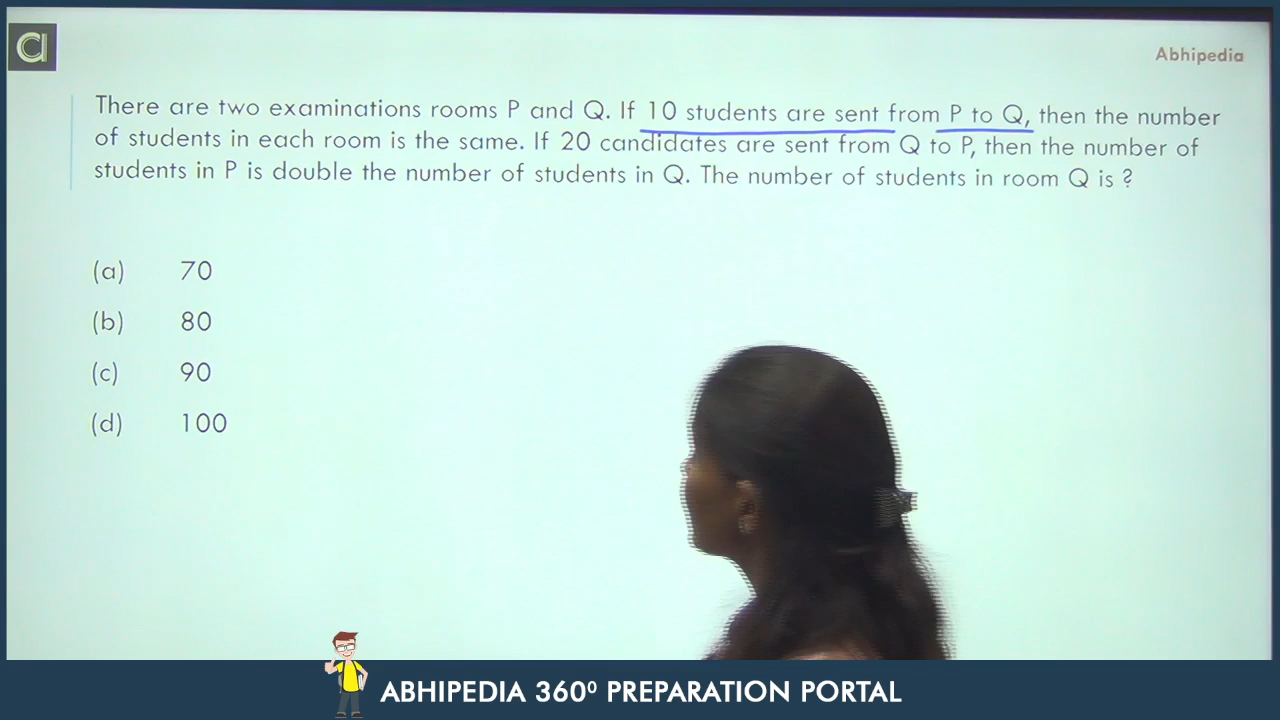 Abhipedia
There are two examinations rooms P and Q. If 10 students are sent from P to Q, then the number
of students in each room is the same. If 20 candidates are sent from Q to P, then the number of
students in P is double the number of students in Q. The number of students in room Q is ?
(a) 70
(b) 80
(c) 90
(d) 100
ABHIPEDIA 360⁰ PREPARATION PORTAL